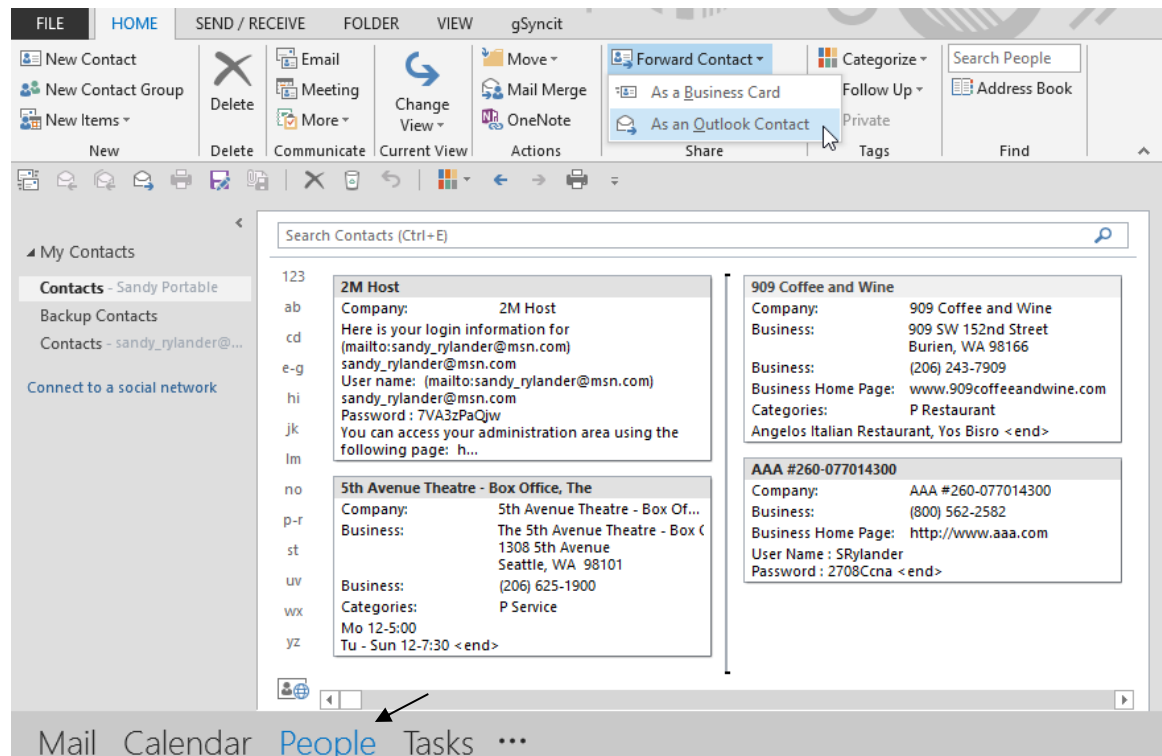 FILE HOME SEND / RECEIVE FOLDER VIEW gSyncit
New Contact
New Contact Group
New Items
New
Delete
Delete
Email
Meeting
More
Communicate
Change
View
Current View
Move
Mail Merge
OneNote
Actions
Forward Contact
As a Business Card
As an Outlook Contact
Share
Categorize
Follow Up
Private
Tags
Search People
Address Book
Find
My Contacts
Contacts - Sandy Portable
Backup Contacts
Contacts - sandy_rylander@...
Connect to a social network
Search Contacts (Ctrl+E)
123
ab
cd
e-g
hi
jk
lm
no
p-r
st
uv
wx
yz
2M Host
Company: 2M Host
Here is your login information for
(mailto:sandy_rylander@msn.com)
sandy_rylander@msn.com
User name: (mailto:sandy_rylander@msn.com)
sandy_rylander@msn.com
Password : 7VA3zPaQjw
You can access your administration area using the
following page: h...
5th Avenue Theatre - Box Office, The
Company: 5th Avenue Theatre - Box Of...
Business: The 5th Avenue Theatre - Box (
1308 5th Avenue
Seattle, WA 98101
Business: (206) 625-1900
Categories: P Service
Mo 12-5:00
Tu - Sun 12-7:30 <end>
909 Coffee and Wine
Company: 909 Coffee and Wine
Business: 909 SW 152nd Street
Burien, WA 98166
Business: (206) 243-7909
Business Home Page: www.909coffeeandwine.com
Categories: P Restaurant
Angelos Italian Restaurant, Yos Bisro <end>
AAA #260-077014300
Company: AAA #260-077014300
Business: (800) 562-2582
Business Home Page: http://www.aaa.com
User Name : SRylander
Password : 2708Ccna <end>
Mail Calendar People Tasks •••